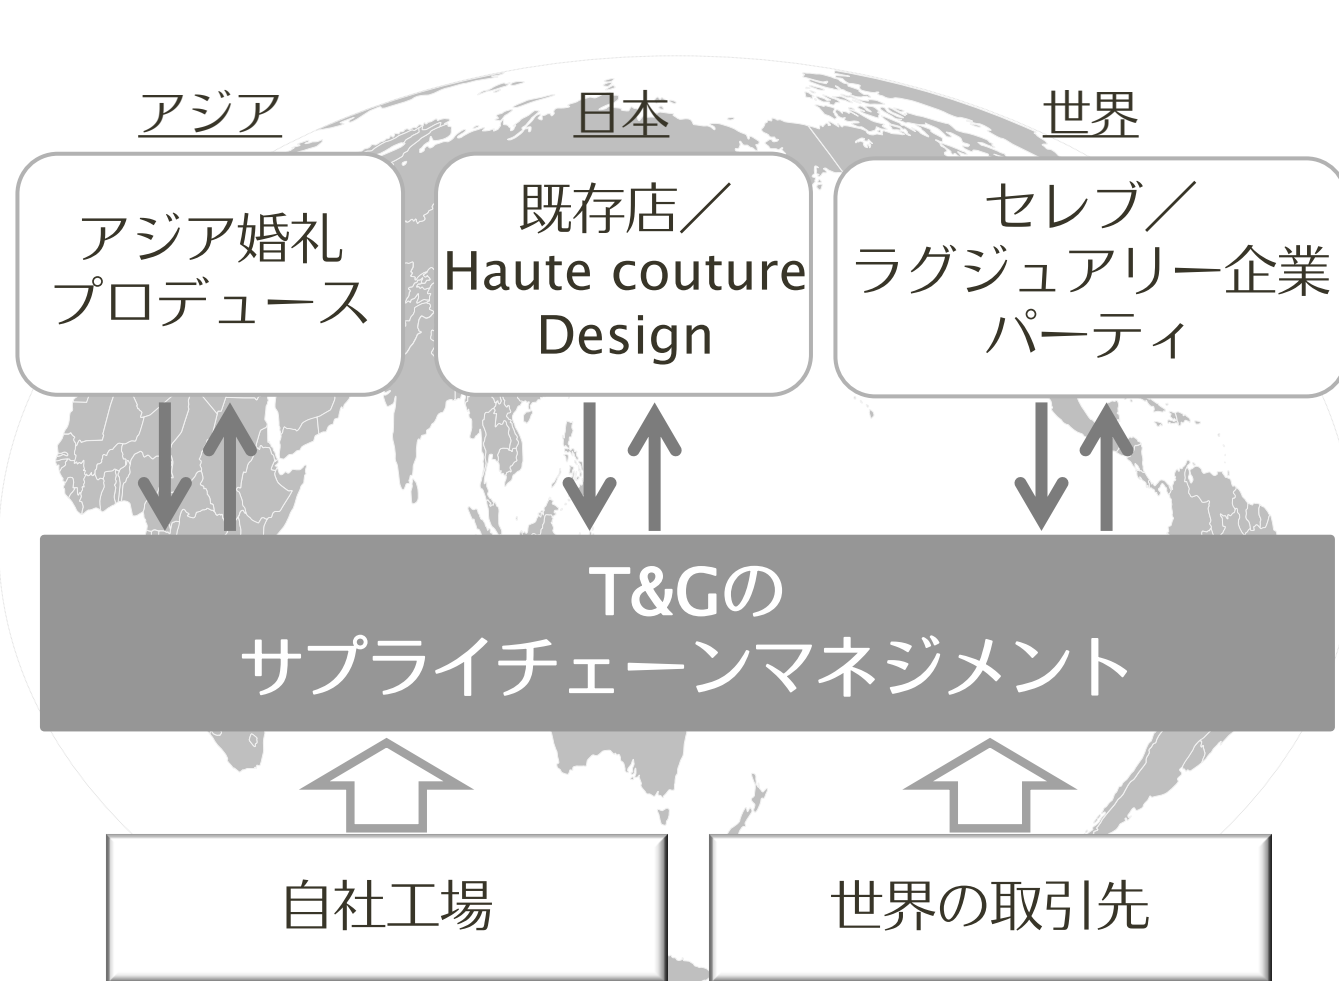 アジア
日本
世界
アジア婚礼
プロデュース
既存店／
Haute couture
Design
セレブ／
ラグジュアリー企業
パーティ
T&Gの
サプライチェーンマネジメント
自社工場
世界の取引先